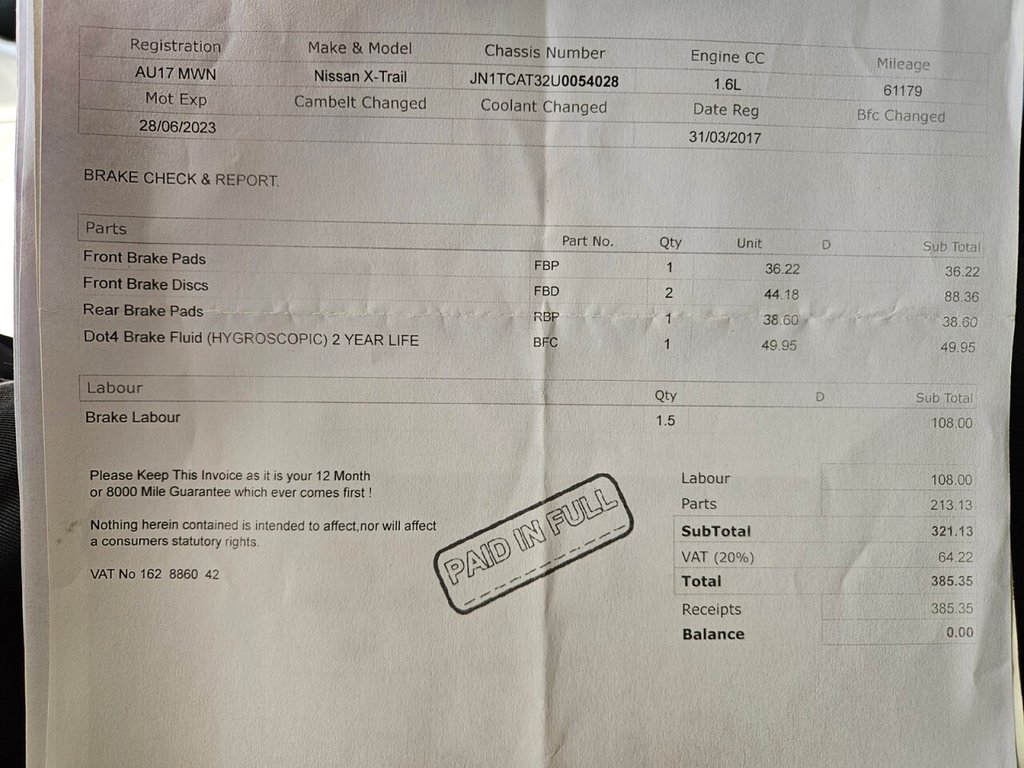 Registration Make & Model Chassis Number Engine CC Mileage
AU17 MWN Nissan X-Trail JN1TCAT32U0054028 1.6L 61179
Mot Exp Cambelt Changed Coolant Changed Date Reg Bfc Changed
28/06/2023 31/03/2017
BRAKE CHECK & REPORT.
Parts Part No. Qty Unit D Sub Total
Front Brake Pads FBP 1 36.22 36.22
Front Brake Discs FBD 2 44.18 88.36
Rear Brake Pads RBP 1 38.60 38.60
Dot4 Brake Fluid (HYGROSCOPIC) 2 YEAR LIFE BFC 1 49.95 49.95
Labour Qty D Sub Total
Brake Labour 1.5 108.00
Please Keep This Invoice as it is your 12 Month
or 8000 Mile Guarantee which ever comes first !
Nothing herein contained is intended to affect,nor will affect
a consumers statutory rights.
VAT No 162 8860 42
PAID IN FULL
Labour 108.00
Parts 213.13
SubTotal 321.13
VAT (20%) 64.22
Total 385.35
Receipts 385.35
Balance 0.00